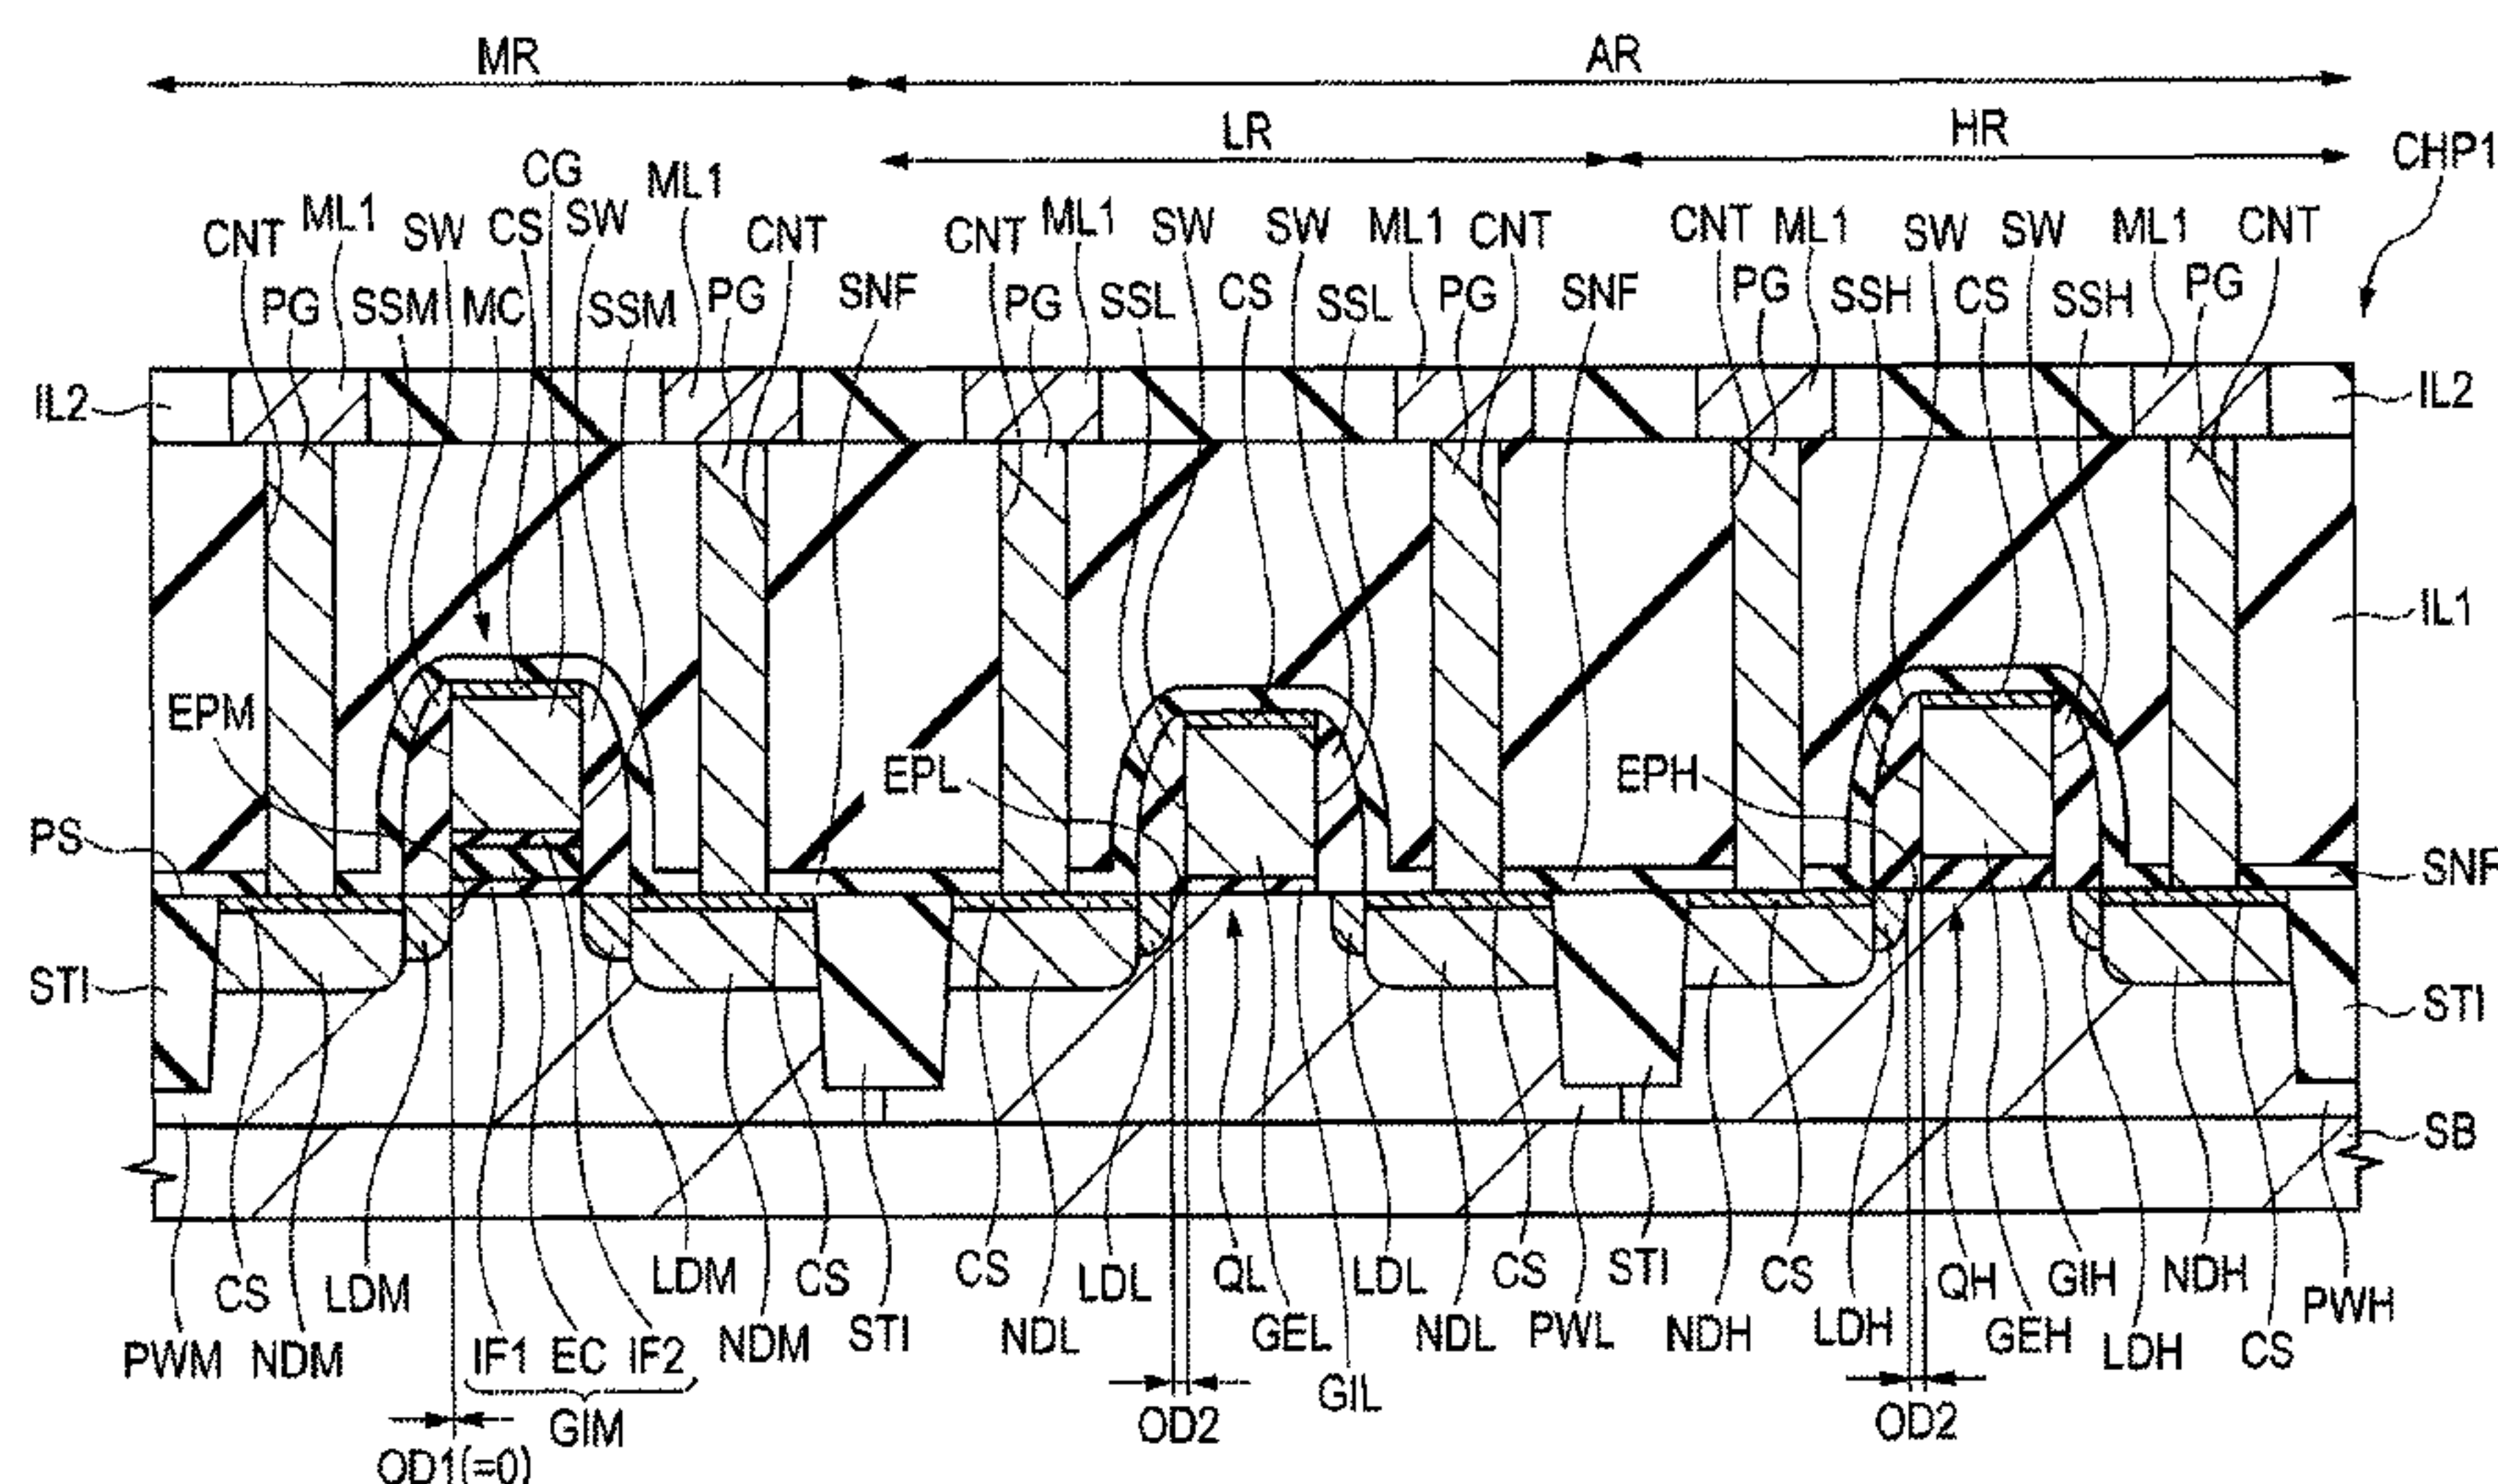 MR AR
LR HR
CHP1
CG ML1
CNT ML1 SW CS SW CNT CNT ML1 SW SW ML1 CNT CNT ML1 SW SW ML1 CNT
PG SSM MC SSM PG SNF PG SSL CS SSL PG SNF PG SSH CS SSH PG
IL2 IL2
IL1
EPM EPL EPH
PS SNF
STI STI
SB
CS LDM LDM CS CS LDL QL LDL CS STI CS QH GIH NDH
PWM NDM IF1 EC IF2 NDM STI NDL GEL NDL PWL NDH LDH GEH LDH CS PWH
GIM OD2 GIL OD2
OD1(=0)